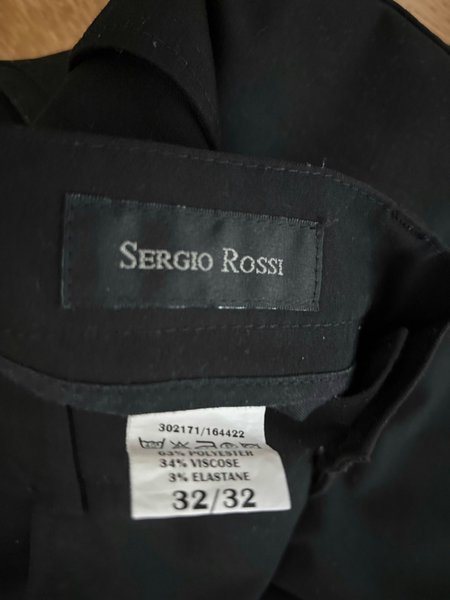 SERGIO ROSSI
302171/164422
63% POLYESTER
34% VISCOSE
3% ELASTANE
32/32